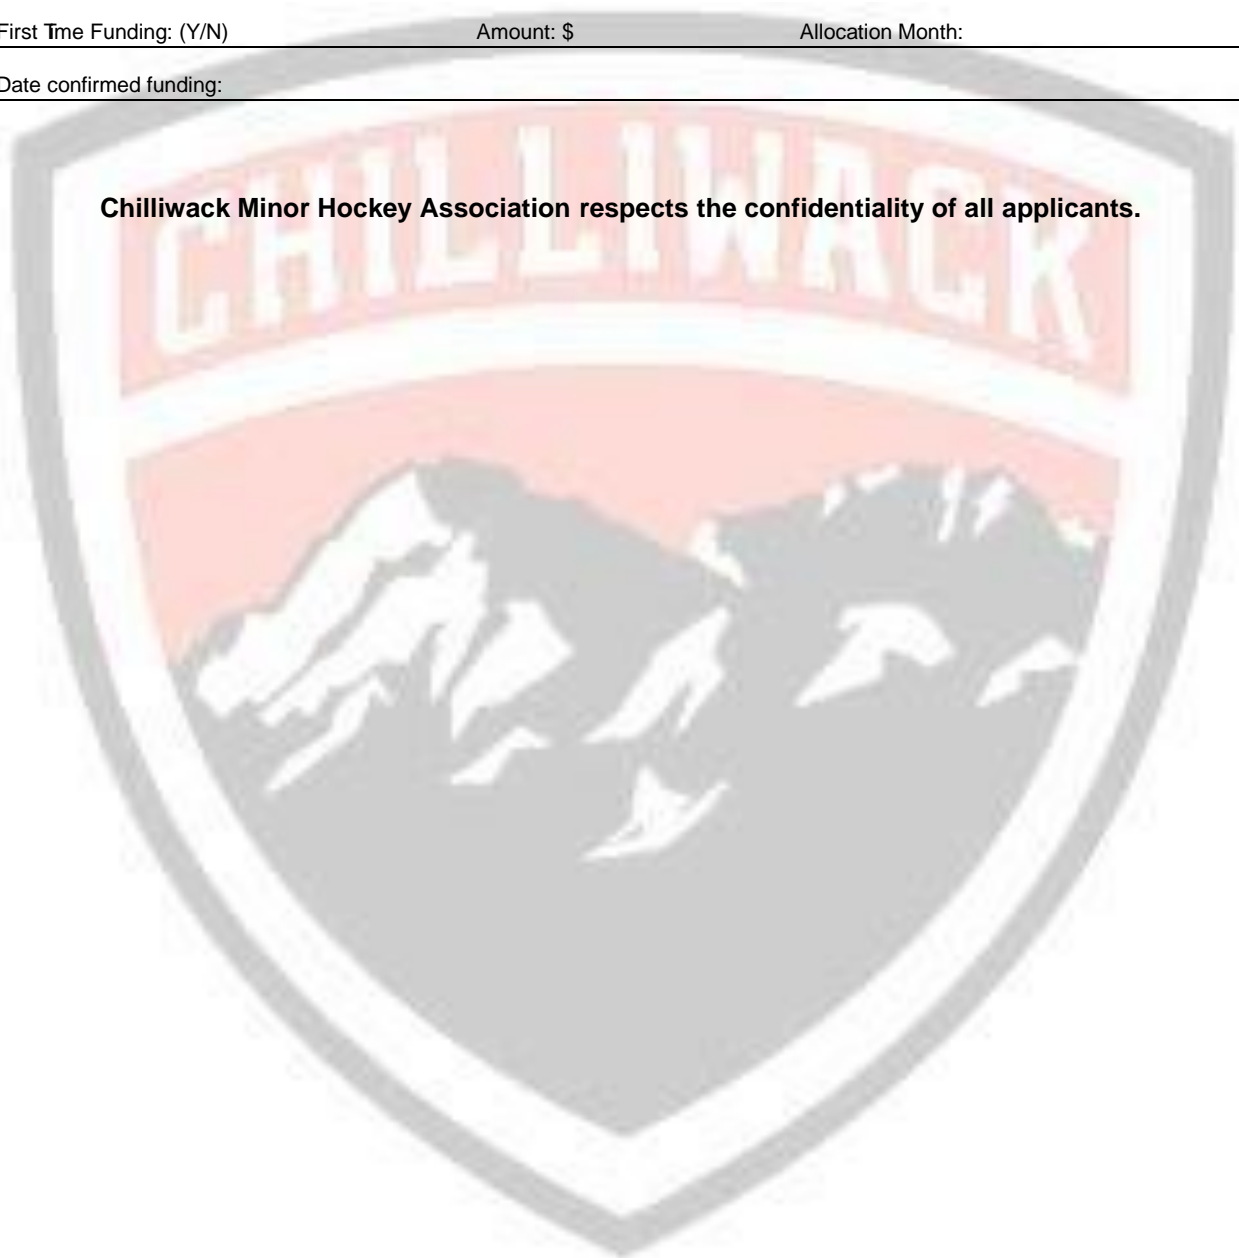 First Time Funding: (Y/N) Amount: $ Allocation Month:
Date confirmed funding:
Chilliwack Minor Hockey Association respects the confidentiality of all applicants.
CHILLIWACK